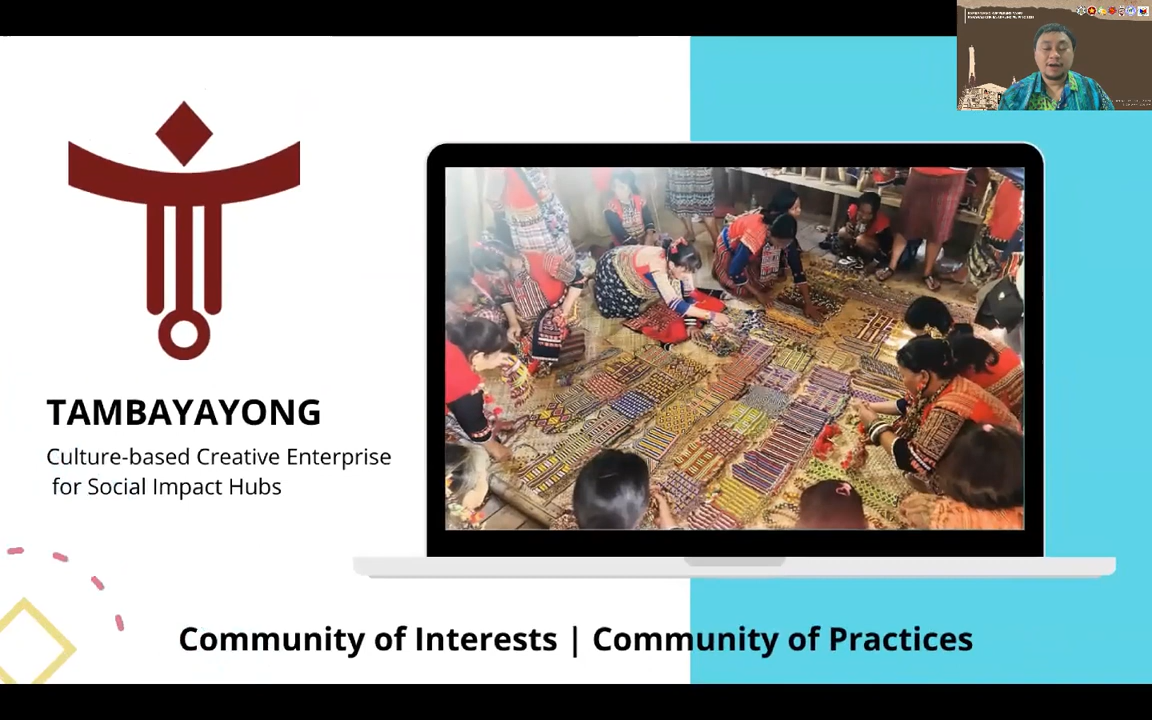 TAMBAYAYONG
Culture-based Creative Enterprise
for Social Impact Hubs
Community of Interests | Community of Practices